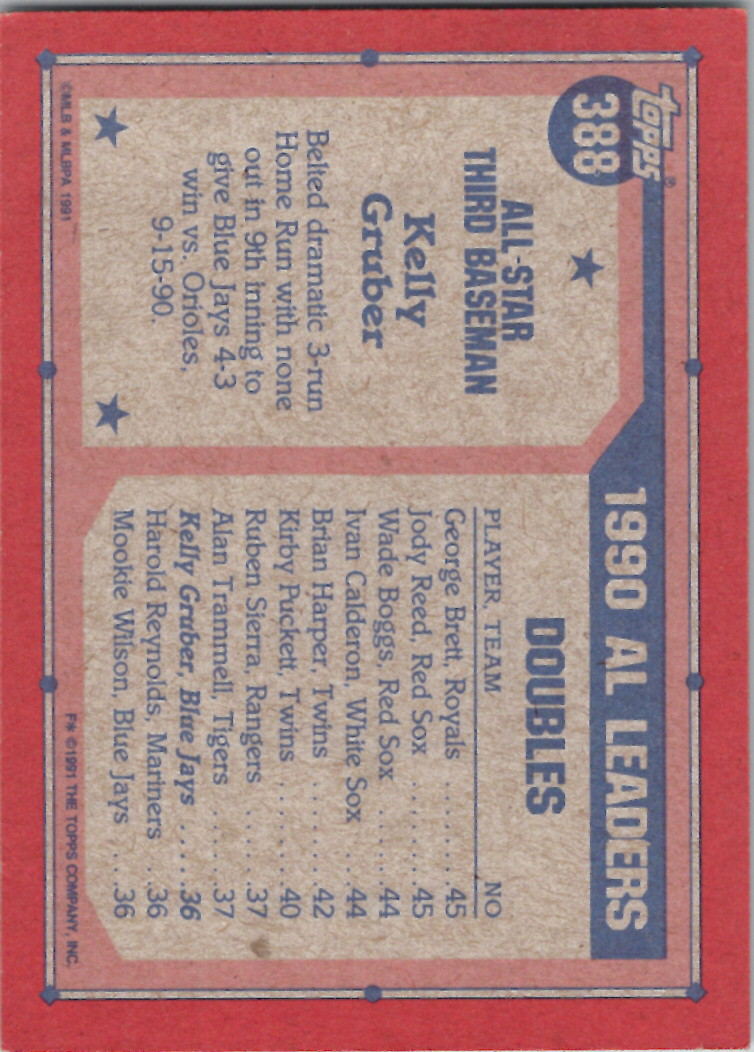 TOPPS®
388
ALL-STAR
THIRD BASEMAN
Kelly
Gruber
Belted dramatic 3-run
Home Run with none
out in 9th inning to
give Blue Jays 4-3
win vs. Orioles,
9-15-90.
©MLB & MLBPA 1991
1990 AL LEADERS
DOUBLES
PLAYER, TEAM NO
George Brett, Royals ........45
Jody Reed, Red Sox ........45
Wade Boggs, Red Sox .....44
Ivan Calderon, White Sox ..44
Brian Harper, Twins .......42
Kirby Puckett, Twins .......40
Ruben Sierra, Rangers .....37
Alan Trammell, Tigers .....37
Kelly Gruber, Blue Jays .....36
Harold Reynolds, Mariners ..36
Mookie Wilson, Blue Jays ...36
F* ©1991 THE TOPPS COMPANY, INC.